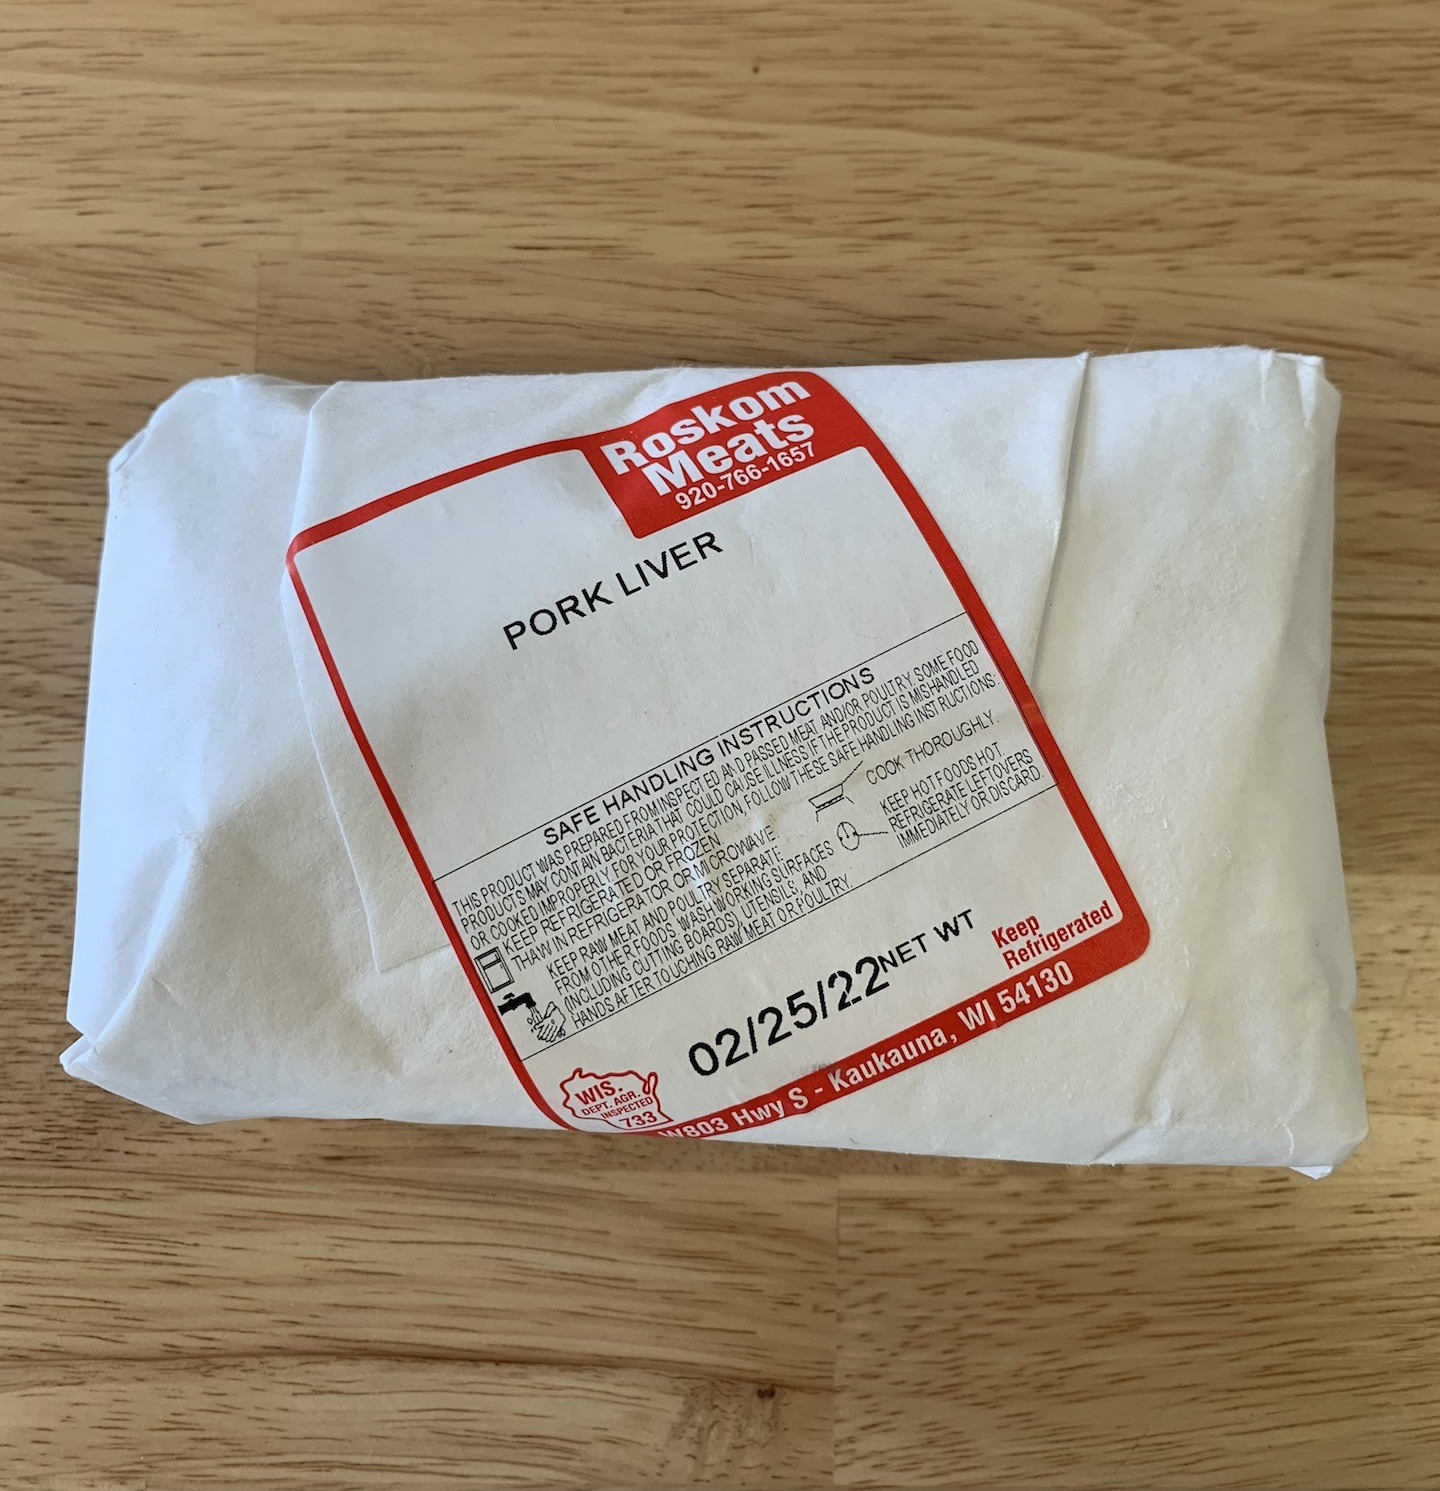 Roskom
Meats
920-766-1657
PORK LIVER
SAFE HANDLING INSTRUCTIONS
THIS PRODUCT WAS PREPARED FROM INSPECTED AND PASSED MEAT AND/OR POULTRY. SOME FOOD
PRODUCTS MAY CONTAIN BACTERIA THAT COULD CAUSE ILLNESS IF THE PRODUCT IS MISHANDLED
OR COOKED IMPROPERLY. FOR YOUR PROTECTION, FOLLOW THESE SAFE HANDLING INSTRUCTIONS:
KEEP REFRIGERATED OR FROZEN
THAW IN REFRIGERATOR OR MICROWAVE
KEEP RAW MEAT AND POULTRY SEPARATE
FROM OTHER FOODS. WASH WORKING SURFACES
(INCLUDING CUTTING BOARDS) UTENSILS, AND
HANDS AFTER TOUCHING RAW MEAT OR POULTRY.
COOK THOROUGHLY.
KEEP HOT FOODS HOT.
REFRIGERATE LEFTOVERS
IMMEDIATELY OR DISCARD.
02/25/22
NET WT
Keep
Refrigerated
WIS.
DEPT. AGR.
INSPECTED
733
W803 Hwy S - Kaukauna, WI 54130